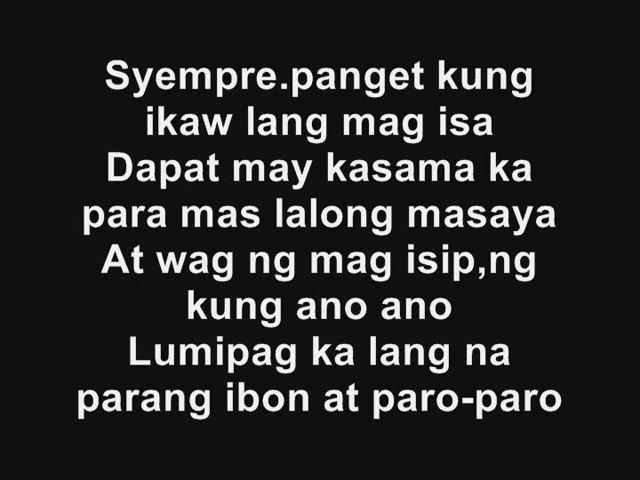 Syempre.panget kung
ikaw lang mag isa
Dapat may kasama ka
para mas lalong masaya
At wag ng mag isip,ng
kung ano ano
Lumipag ka lang na
parang ibon at paro-paro